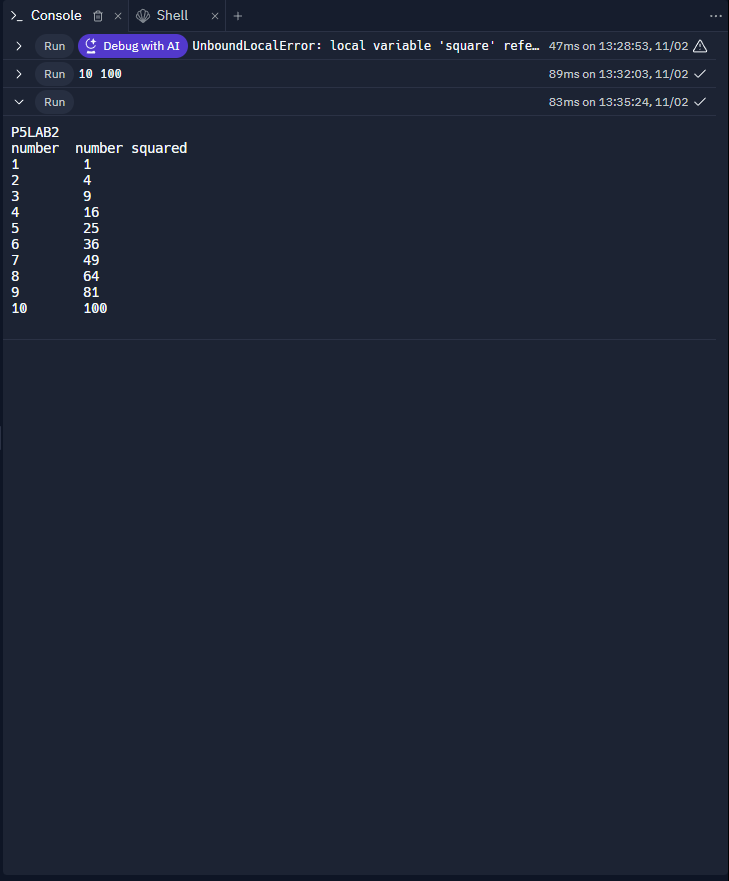 Console
Shell
Run Debug with AI UnboundLocalError: local variable 'square' refe… 47ms on 13:28:53, 11/02
Run 10 100 89ms on 13:32:03, 11/02
Run 83ms on 13:35:24, 11/02
P5LAB2
number  number squared
1        1
2        4
3        9
4        16
5        25
6        36
7        49
8        64
9        81
10       100